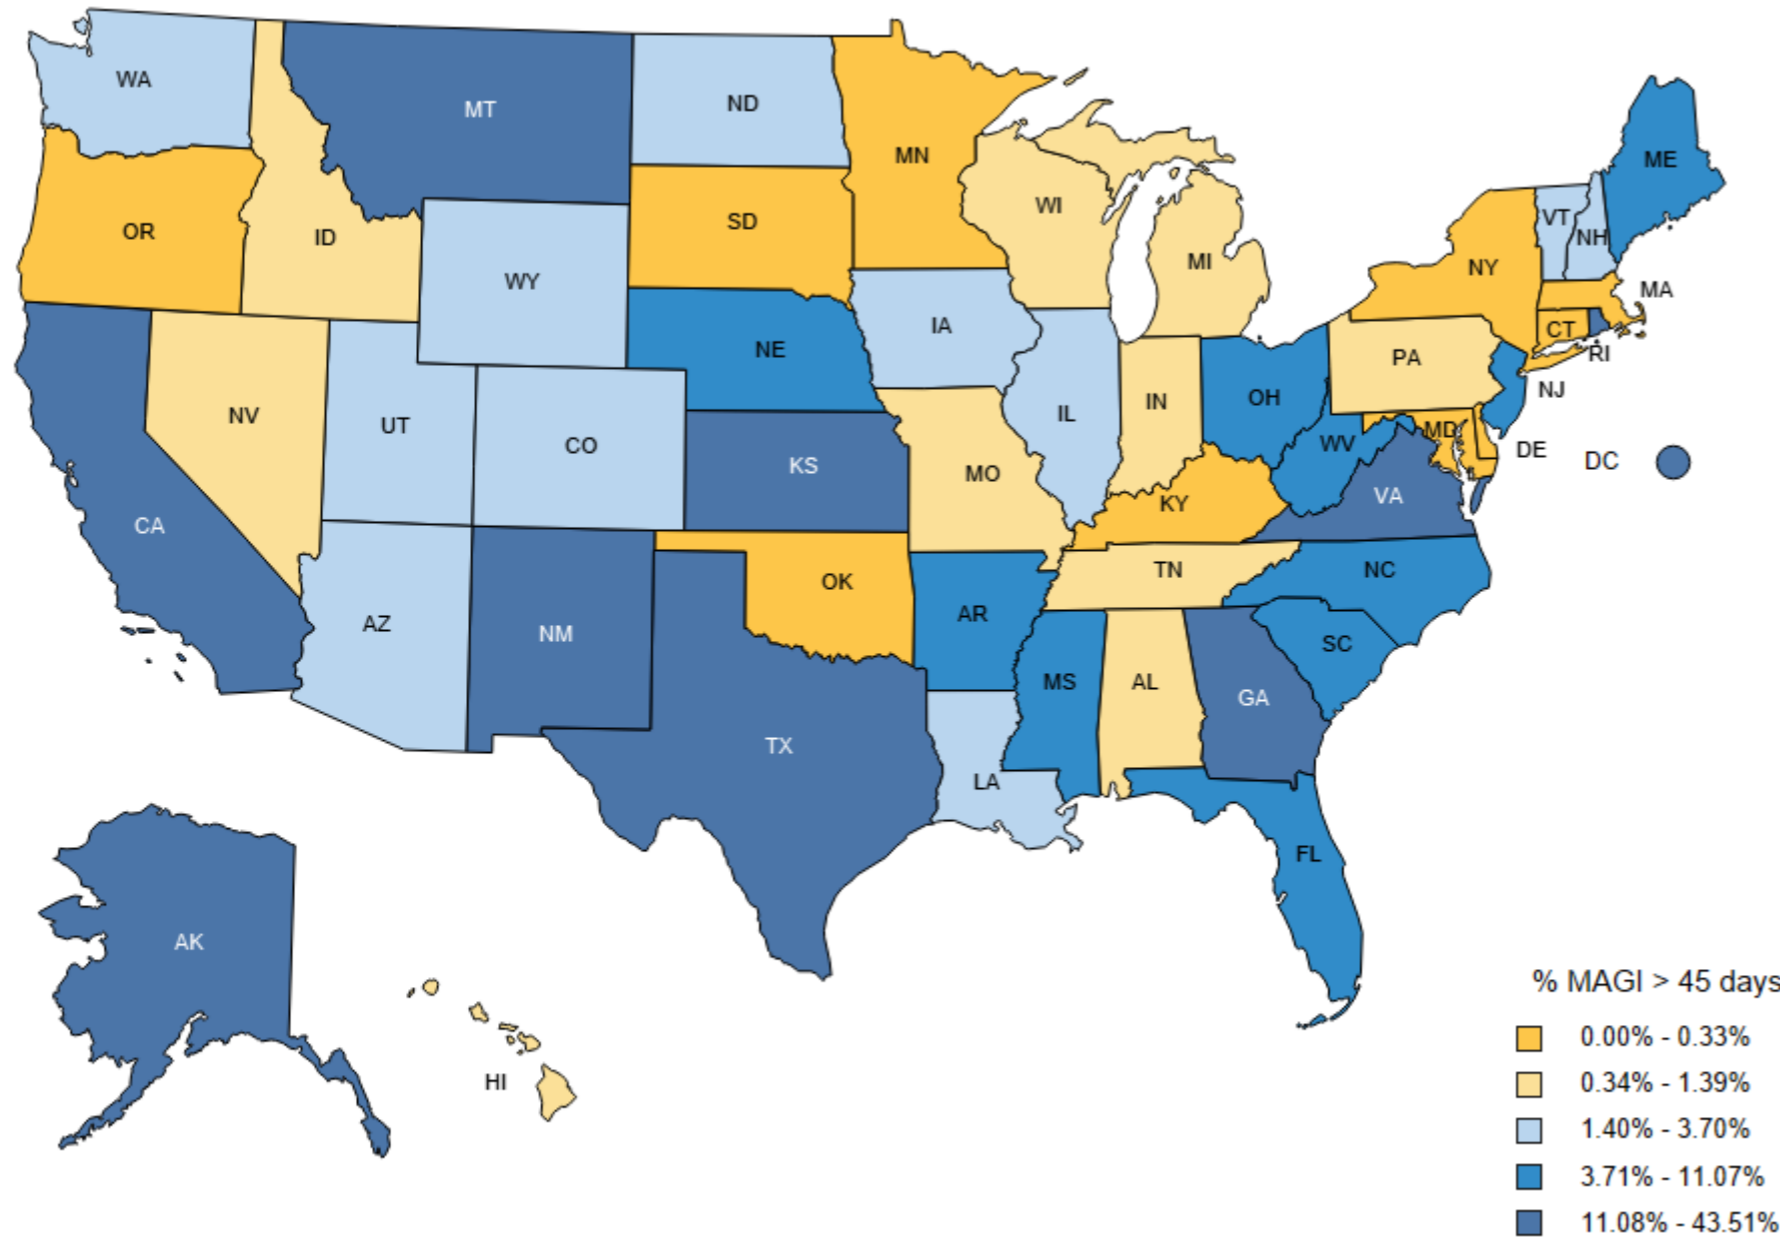 WA
MT
ND
MN
ME
OR
ID
SD
WI
VT
NH
NY
MI
WY
MA
IA
CT
RI
NE
PA
NJ
NV
UT
CO
IL
IN
OH
MD
WV
DE
DC
KS
MO
VA
CA
KY
OK
TN
NC
AZ
NM
AR
SC
MS
AL
GA
TX
LA
FL
AK
HI
% MAGI > 45 days
0.00% - 0.33%
0.34% - 1.39%
1.40% - 3.70%
3.71% - 11.07%
11.08% - 43.51%